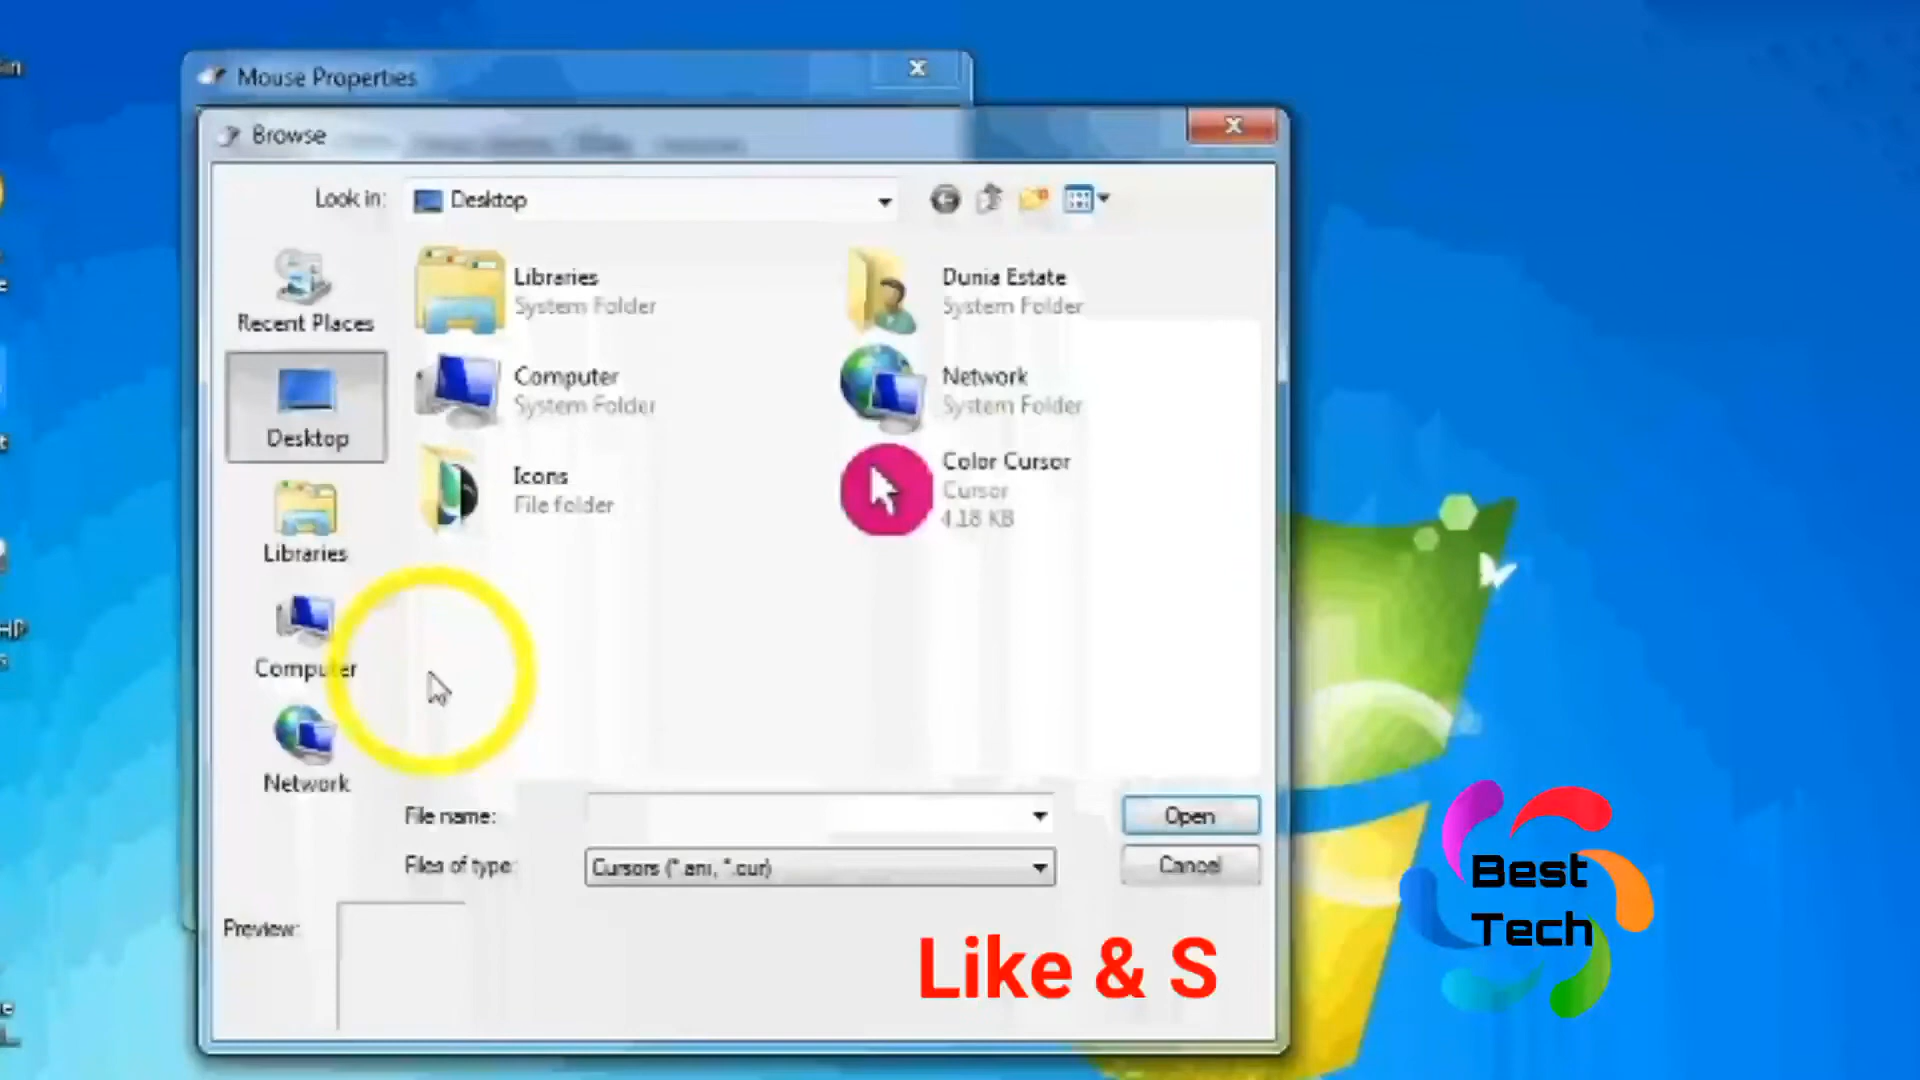 Mouse Properties
Browse
Look in:
Desktop
Recent Places
Desktop
Libraries
Computer
Network
Libraries
System Folder
Dunia Estate
System Folder
Computer
System Folder
Network
System Folder
Icons
File folder
Color Cursor
Cursor
4.18 KB
File name:
Open
Files of type:
Cursors (*.ani, *.cur)
Cancel
Preview:
Like & S
Best
Tech
HP